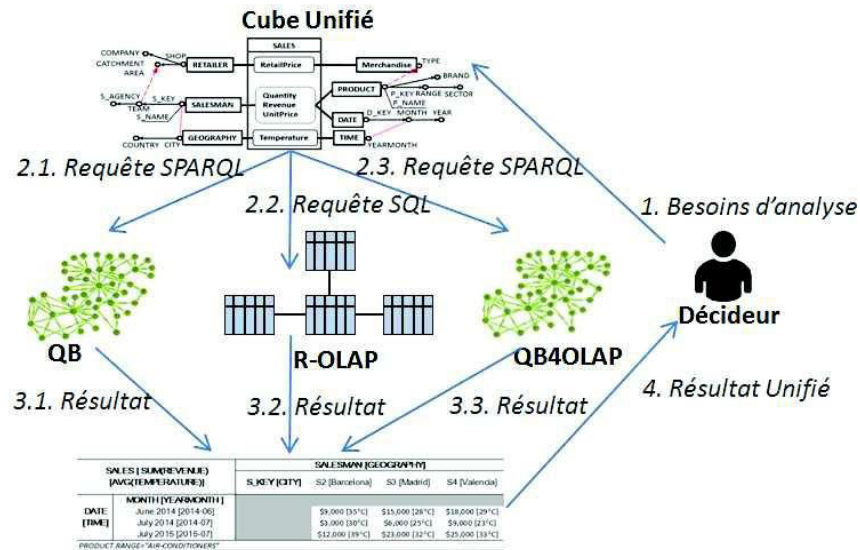 Cube Unifié
SALES
COMPANY
SHOP
CATCHMENT
AREA
RETAILER
RetailPrice
Merchandise
TYPE
S_AGENCY
S_KEY
TEAM
S_NAME
SALESMAN
Quantity
Revenue
UnitPrice
PRODUCT
BRAND
P_KEY RANGE SECTOR
P_NAME
DATE
D_KEY MONTH YEAR
COUNTRY CITY
GEOGRAPHY
Temperature
TIME
YEARMONTH
2.1. Requête SPARQL
2.2. Requête SQL
2.3. Requête SPARQL
1. Besoins d'analyse
Décideur
QB
R-OLAP
QB4OLAP
3.1. Résultat
3.2. Résultat
3.3. Résultat
4. Résultat Unifié
SALES [ SUM(REVENUE)
[AVG(TEMPERATURE)]
SALESMAN [GEOGRAPHY]
S_KEY [CITY] S2 [Barcelona] S3 [Madrid] S4 [Valencia]
DATE
[TIME]
MONTH [YEARMONTH ]
June 2014 [2014-06] $9,000 [35°C] $15,000 [28°C] $18,000 [29°C]
July 2014 [2014-07] $3,000 [30°C] $6,000 [25°C] $9,000 [23°C]
July 2015 [2015-07] $12,000 [39°C] $23,000 [32°C] $25,000 [33°C]
PRODUCT.RANGE="AIR-CONDITIONERS"